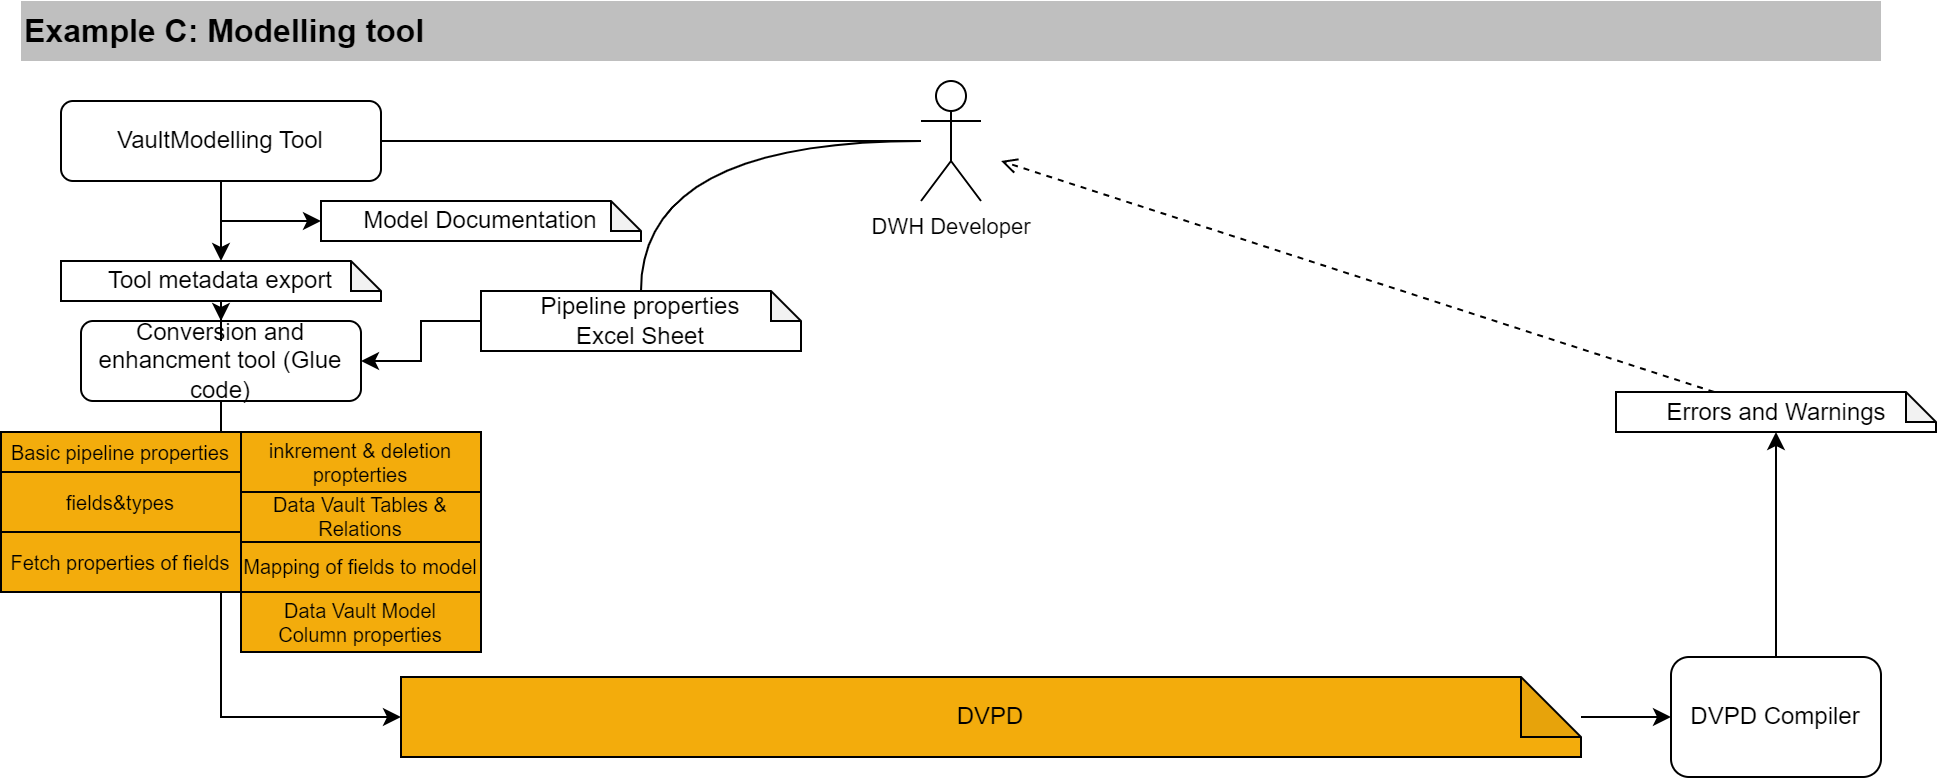 Example C: Modelling tool
VaultModelling Tool
DWH Developer
Model Documentation
Tool metadata export
Pipeline properties
Excel Sheet
Conversion and
enhancment tool (Glue
code)
Errors and Warnings
Basic pipeline properties
fields&types
Fetch properties of fields
inkrement & deletion
propterties
Data Vault Tables &
Relations
Mapping of fields to model
Data Vault Model
Column properties
DVPD
DVPD Compiler